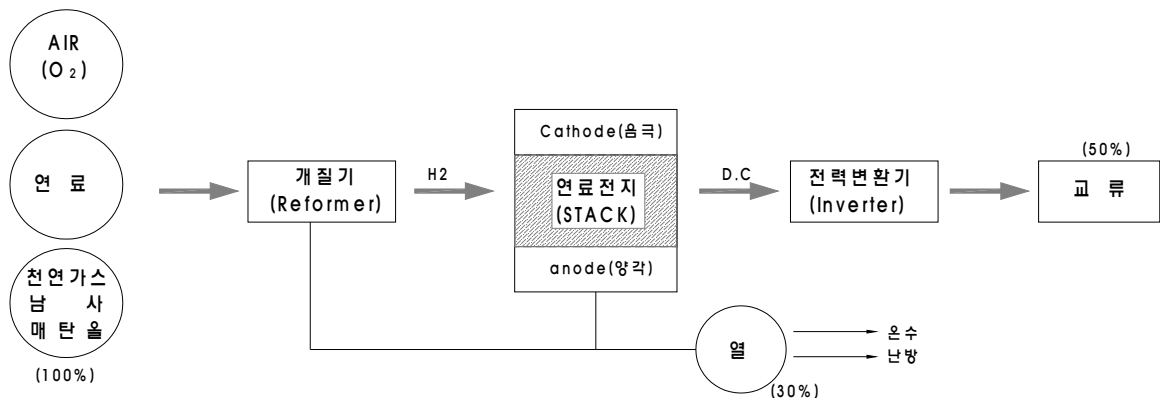 AIR
(O₂)
연 료
천연가스
남 사
매 탄 올
(100%)
개질기
(Reformer)
H2
Cathode(음극)
연료전지
(STACK)
anode(양각)
D.C
전력변환기
(Inverter)
(50%)
교 류
열
(30%)
온수
난방